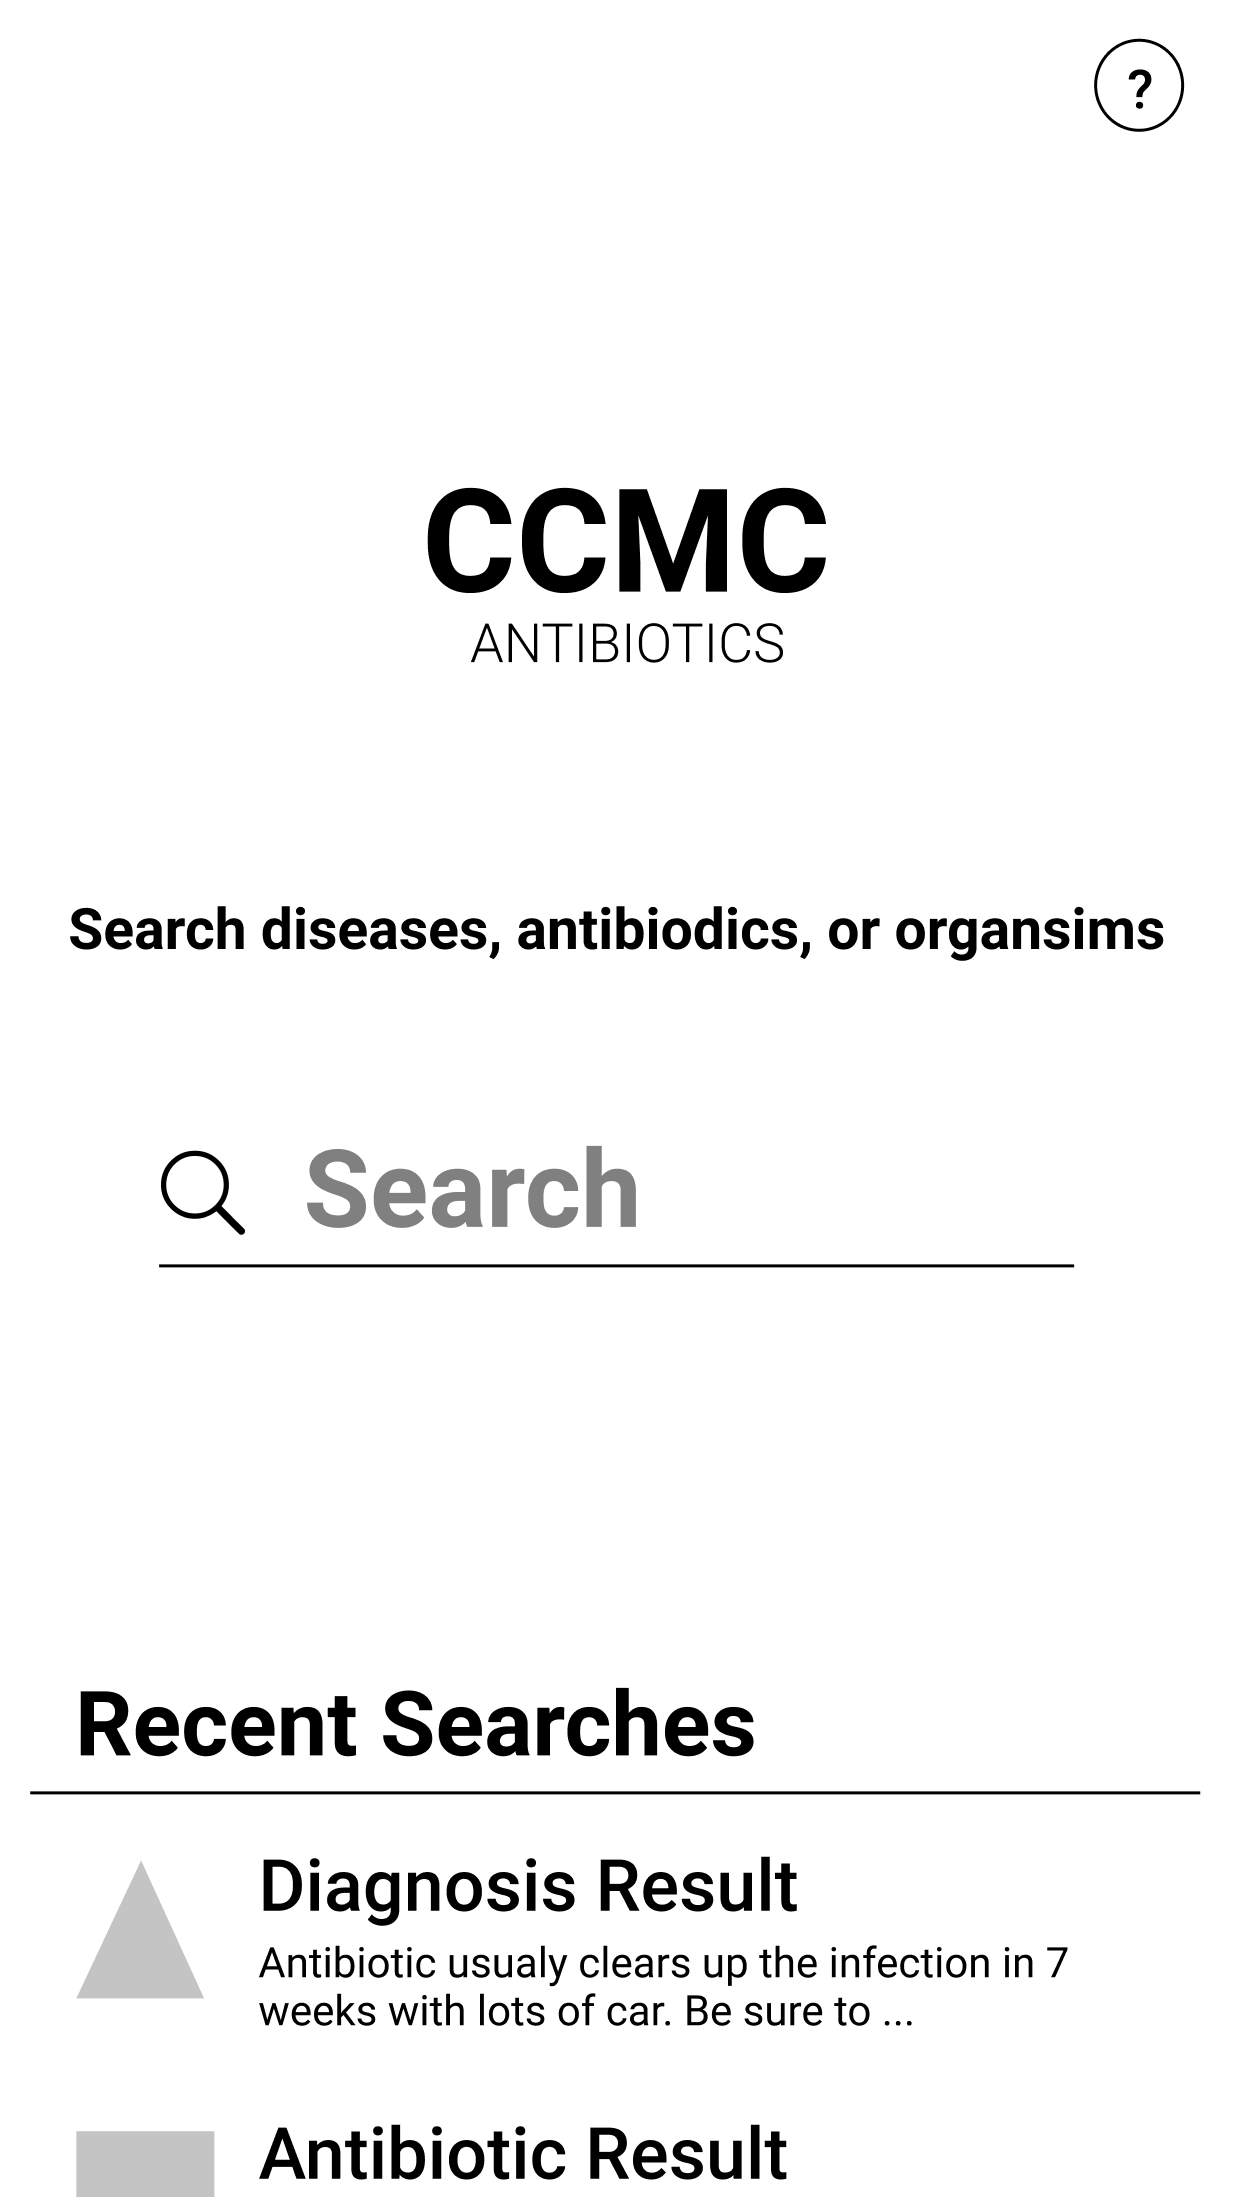 ?
CCMC
ANTIBIOTICS
Search diseases, antibiodics, or organsims
Search
Recent Searches
Diagnosis Result
Antibiotic usualy clears up the infection in 7
weeks with lots of car. Be sure to ...
Antibiotic Result